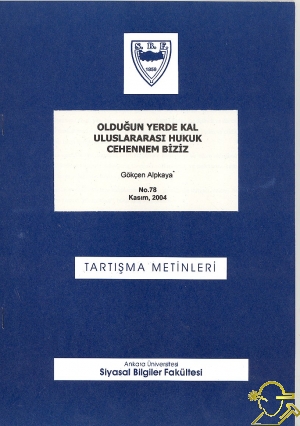 S.B.F.
1859
OLDUĞUN YERDE KAL
ULUSLARARASI HUKUK
CEHENNEM BİZİZ
Gökçen Alpkaya*
No.78
Kasım, 2004
TARTIŞMA METİNLERİ
Ankara Üniversitesi
Siyasal Bilgiler Fakültesi